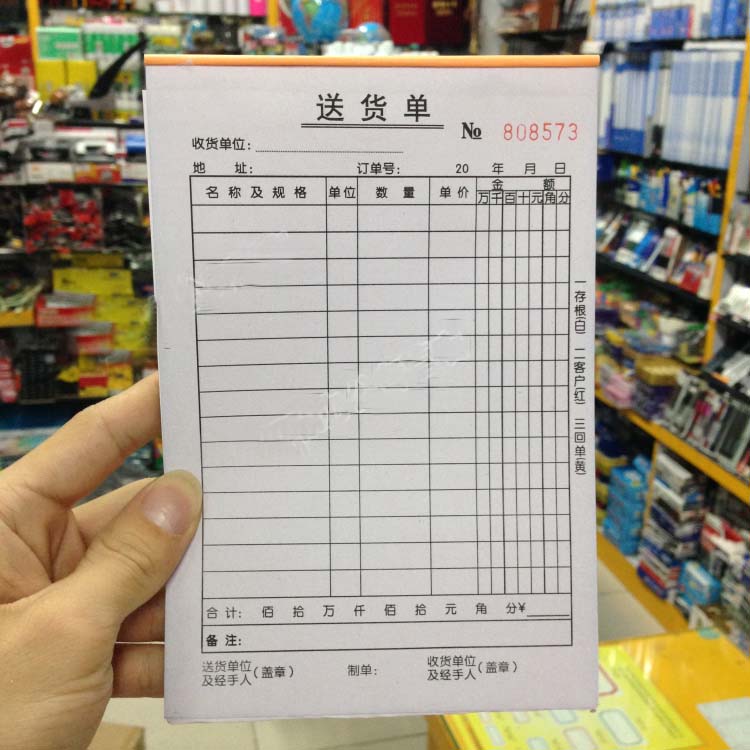 送货单
№ 808573
收货单位:
地 址: 订单号: 20 年 月 日
名称及规格 单位 数量 单价 金额
万千百十元角分
一存根(白) 二客户(红) 三回单(黄)
合计: 佰 拾 万 仟 佰 拾 元 角 分¥
备注:
送货单位及经手人(盖章) 制单: 收货单位及经手人(盖章)